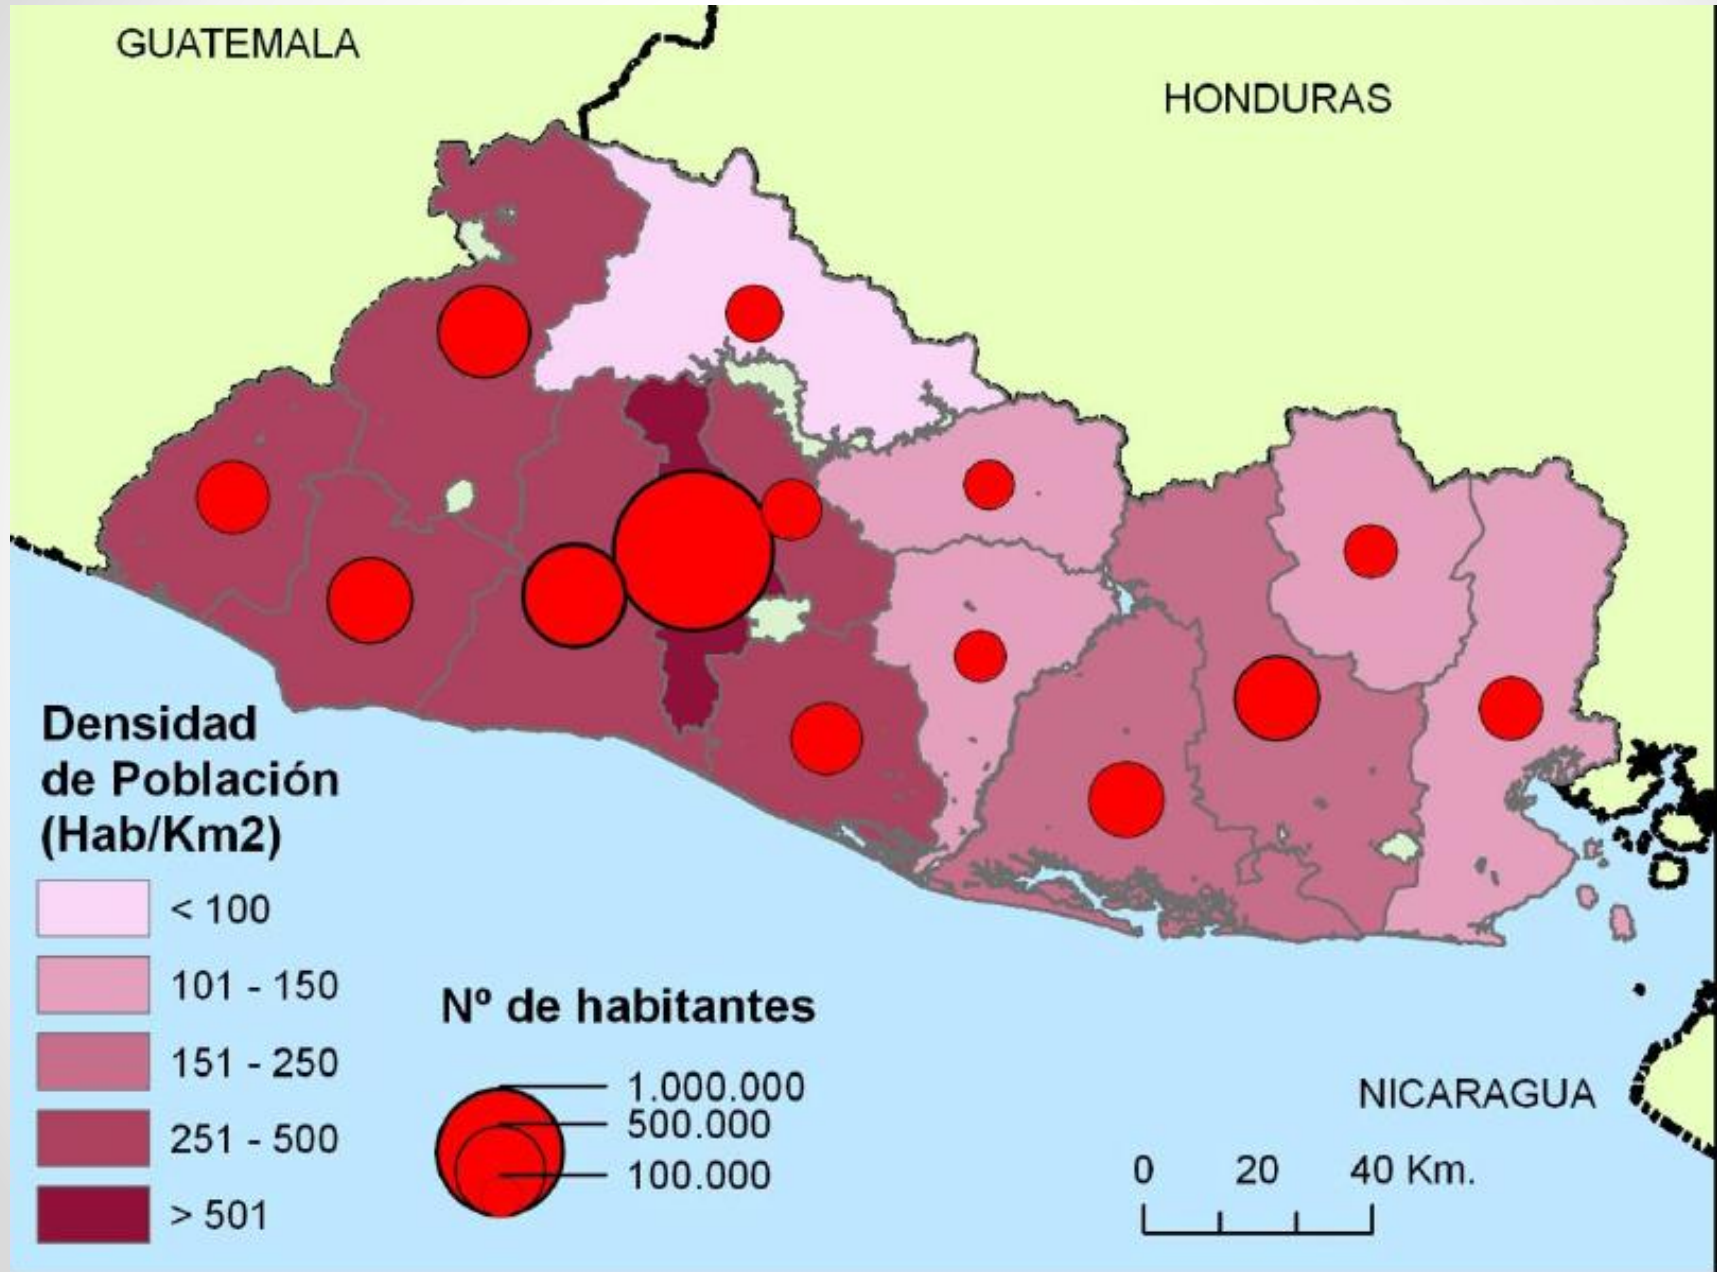 GUATEMALA
HONDURAS
Densidad
de Población
(Hab/Km2)
< 100
101 - 150
151 - 250
251 - 500
> 501
Nº de habitantes
1.000.000
500.000
100.000
NICARAGUA
0 20 40 Km.